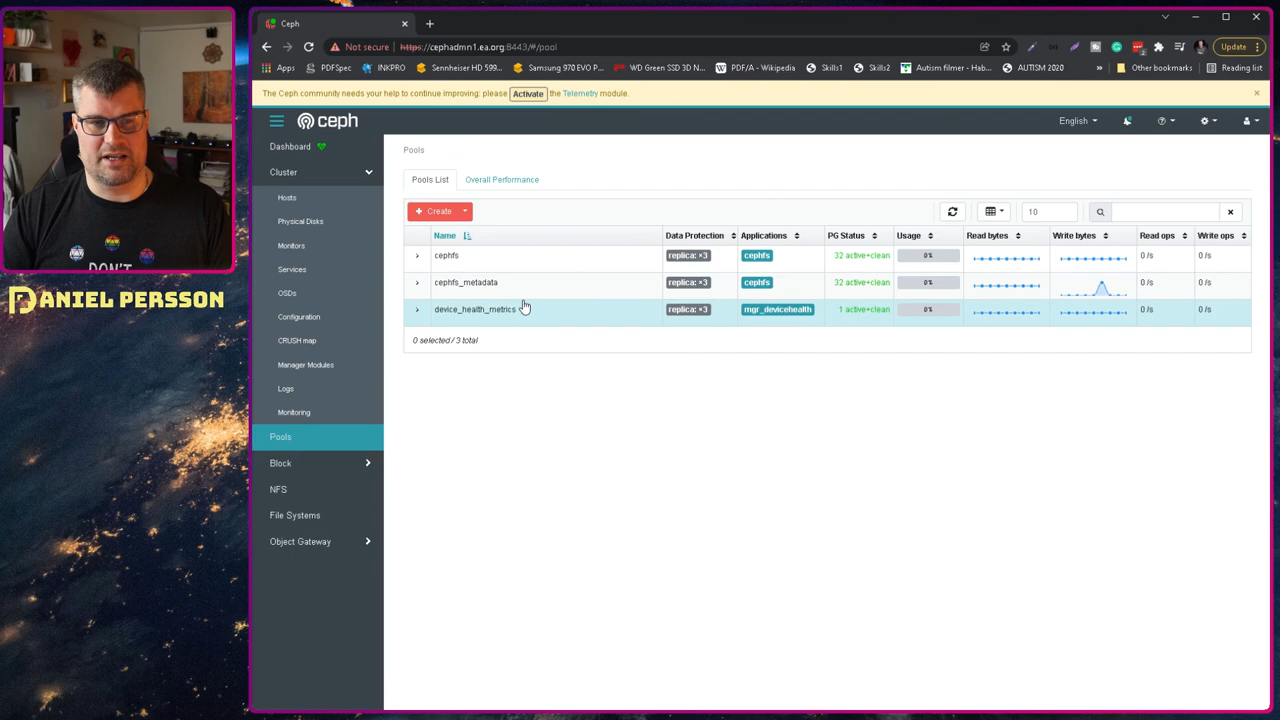 Ceph
Not secure https://cephadmn1.ea.org:8443/#/pool Update
Apps PDFSpec INKPRO Sennheiser HD 599... Samsung 970 EVO P... WD Green SSD 3D N... PDF/A - Wikipedia Skills1 Skills2 Autism filmer - Hab... AUTISM 2020 » Other bookmarks Reading list
The Ceph community needs your help to continue improving: please Activate the Telemetry module.
ceph English
Dashboard
Cluster
Hosts
Physical Disks
Monitors
Services
OSDs
Configuration
CRUSH map
Manager Modules
Logs
Monitoring
Pools
Block
NFS
File Systems
Object Gateway
Pools
Pools List Overall Performance
Create 10
Name Data Protection Applications PG Status Usage Read bytes Write bytes Read ops Write ops
cephfs replica: ×3 cephfs 32 active+clean 0% 0 /s 0 /s
cephfs_metadata replica: ×3 cephfs 32 active+clean 0% 0 /s 0 /s
device_health_metrics replica: ×3 mgr_devicehealth 1 active+clean 0% 0 /s 0 /s
0 selected / 3 total
DON'T
DANIEL PERSSON